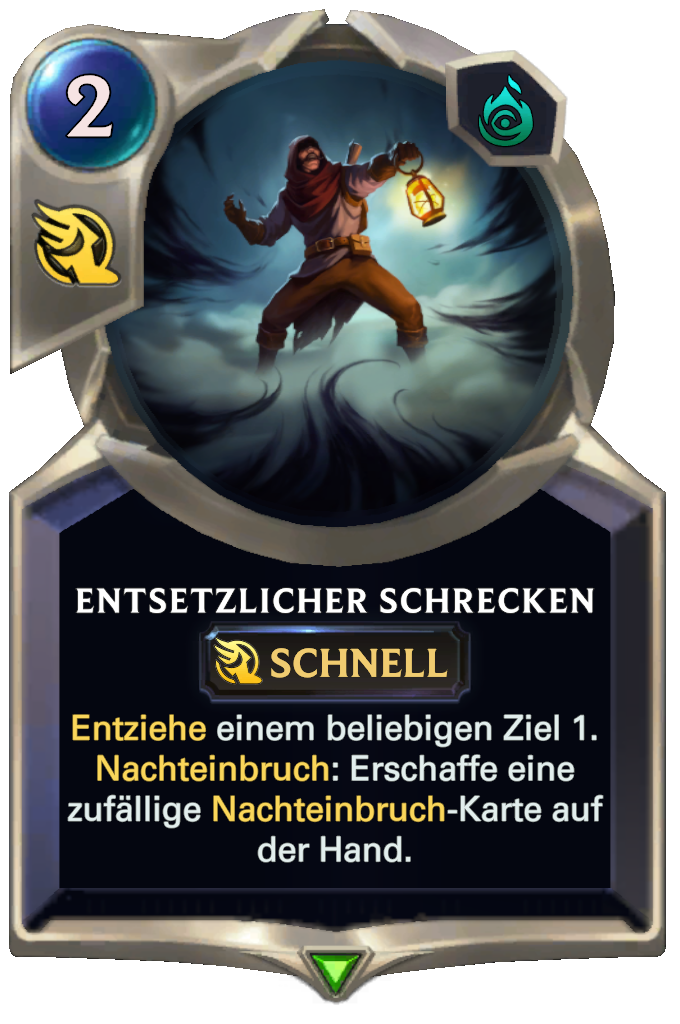 2
ENTSETZLICHER SCHRECKEN
SCHNELL
Entziehe einem beliebigen Ziel 1.
Nachteinbruch: Erschaffe eine
zufällige Nachteinbruch-Karte auf
der Hand.